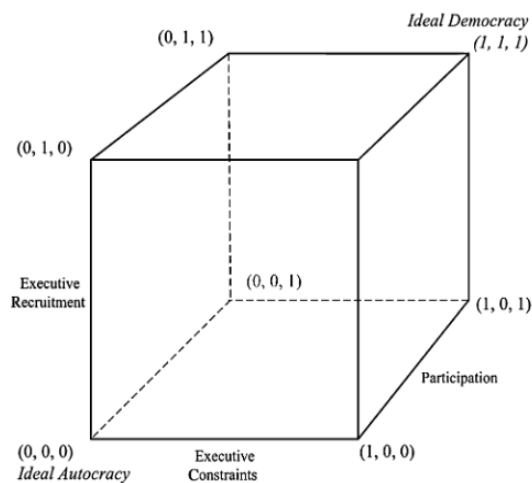 Ideal Democracy
(0, 1, 1)
(1, 1, 1)
(0, 1, 0)
Executive
Recruitment
(0, 0, 1)
(1, 0, 1)
Participation
(0, 0, 0)
Executive
Constraints
(1, 0, 0)
Ideal Autocracy